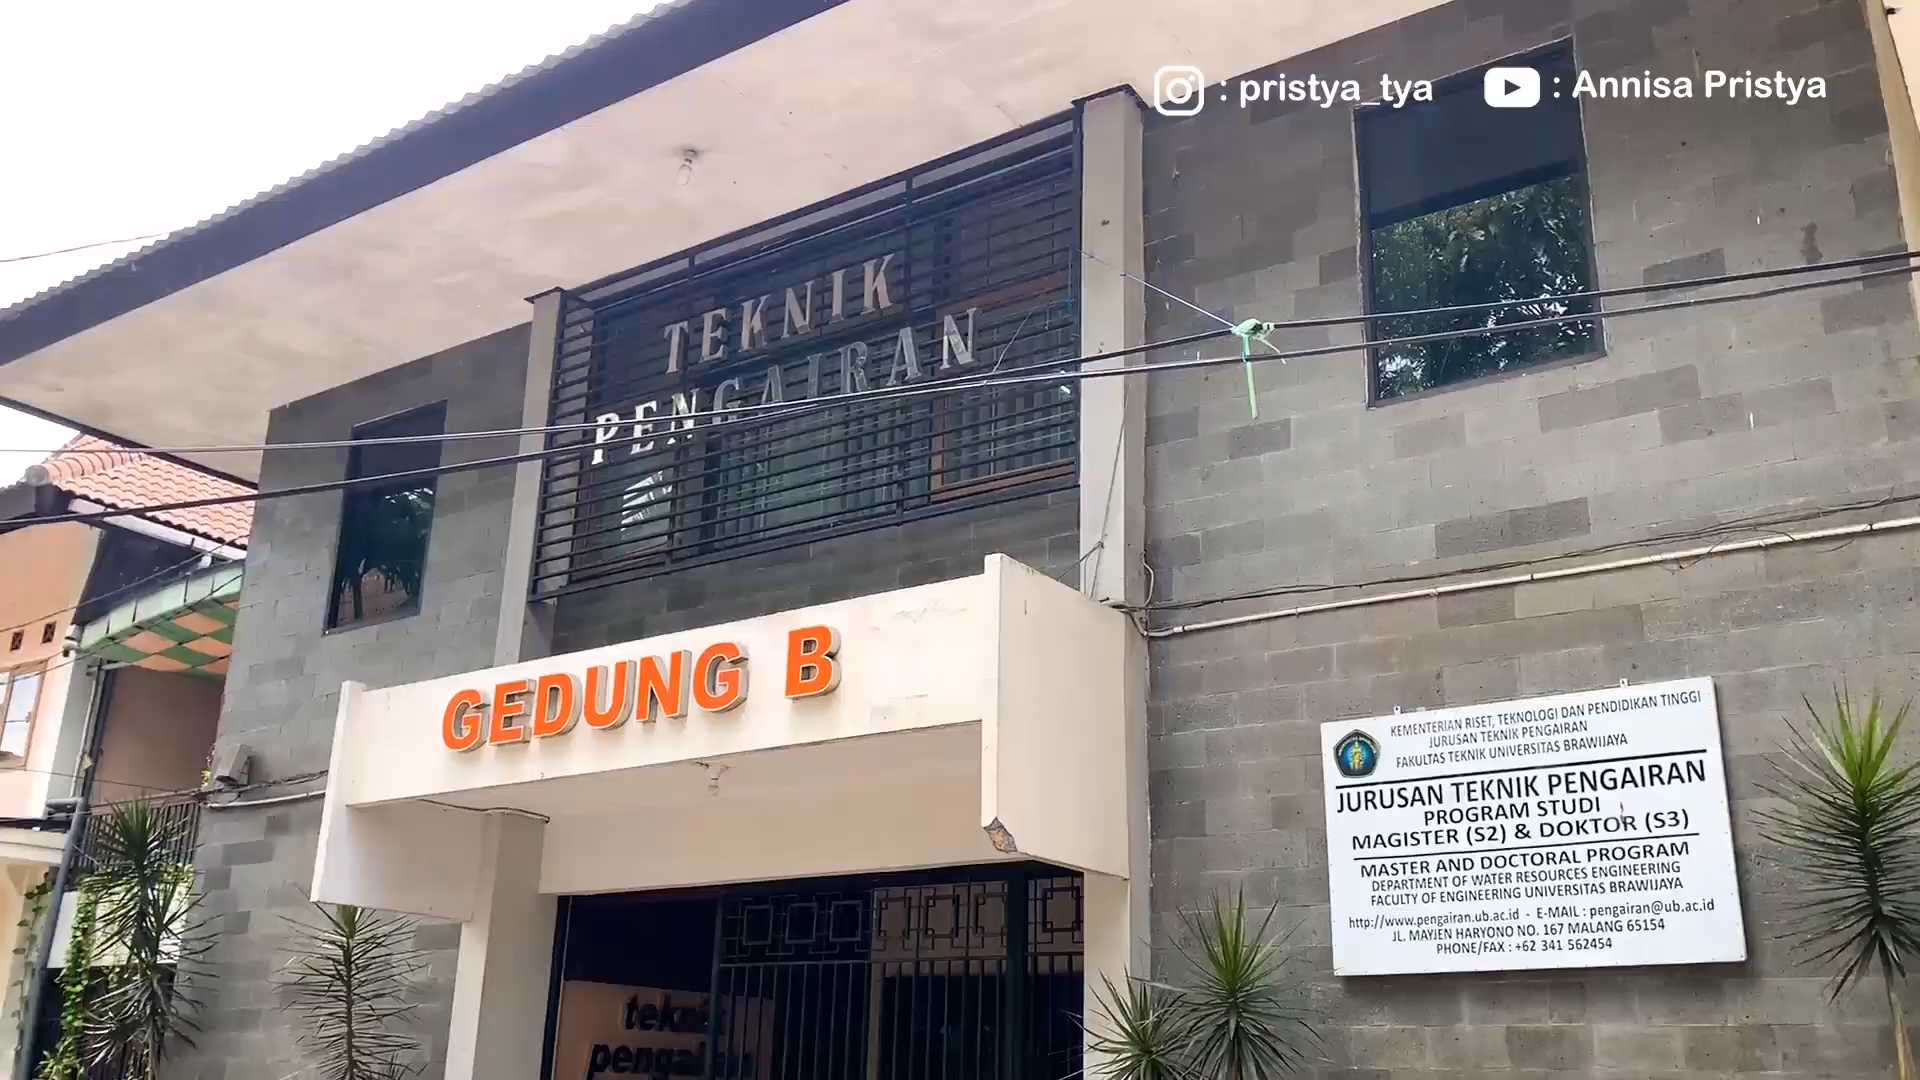 : pristya_tya
: Annisa Pristya
TEKNIK
PENGAIRAN
GEDUNG B
KEMENTERIAN RISET, TEKNOLOGI DAN PENDIDIKAN TINGGI
JURUSAN TEKNIK PENGAIRAN
FAKULTAS TEKNIK UNIVERSITAS BRAWIJAYA
JURUSAN TEKNIK PENGAIRAN
PROGRAM STUDI
MAGISTER (S2) & DOKTOR (S3)
MASTER AND DOCTORAL PROGRAM
DEPARTMENT OF WATER RESOURCES ENGINEERING
FACULTY OF ENGINEERING UNIVERSITAS BRAWIJAYA
http://www.pengairan.ub.ac.id - E-MAIL : pengairan@ub.ac.id
JL. MAYJEN HARYONO NO. 167 MALANG 65154
PHONE/FAX : +62 341 562454
teknik